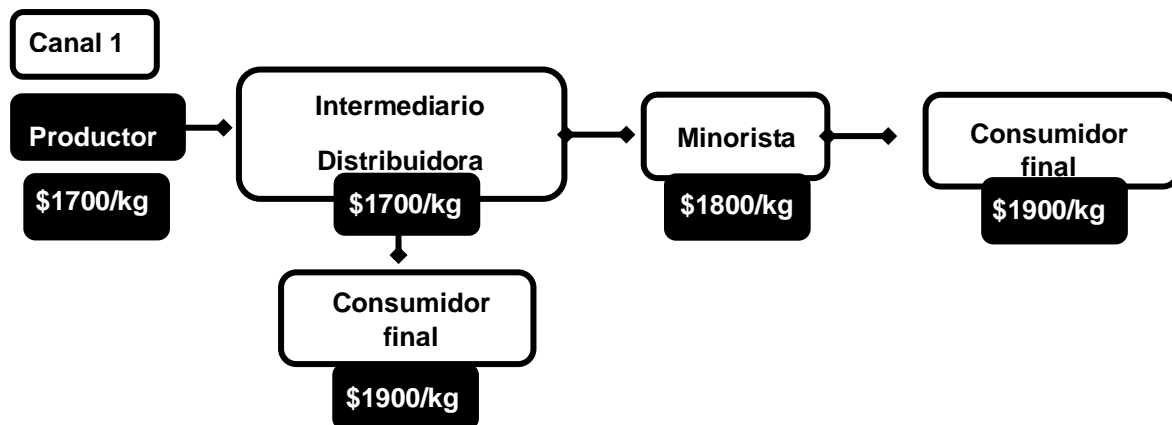 Canal 1
Productor
$1700/kg
Intermediario
Distribuidora
$1700/kg
Minorista
$1800/kg
Consumidor
final
$1900/kg
Consumidor
final
$1900/kg